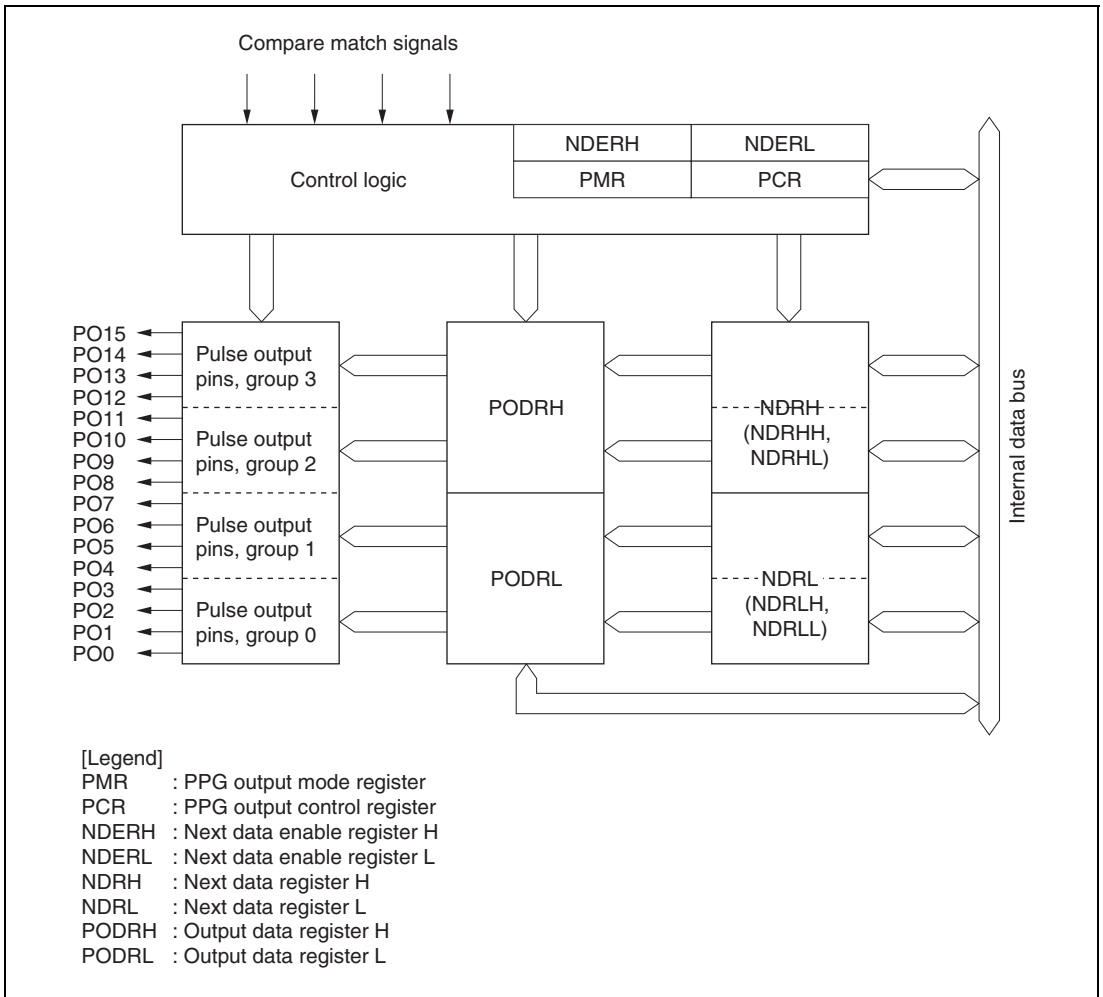 Compare match signals
NDERH NDERL
Control logic PMR PCR
PO15
PO14
PO13
PO12
PO11
PO10
PO9
PO8
PO7
PO6
PO5
PO4
PO3
PO2
PO1
PO0
Pulse output
pins, group 3
Pulse output
pins, group 2
Pulse output
pins, group 1
Pulse output
pins, group 0
PODRH
PODRL
NDRH
(NDRHH,
NDRHL)
NDRL
(NDRLH,
NDRLL)
Internal data bus
[Legend]
PMR : PPG output mode register
PCR : PPG output control register
NDERH : Next data enable register H
NDERL : Next data enable register L
NDRH : Next data register H
NDRL : Next data register L
PODRH : Output data register H
PODRL : Output data register L